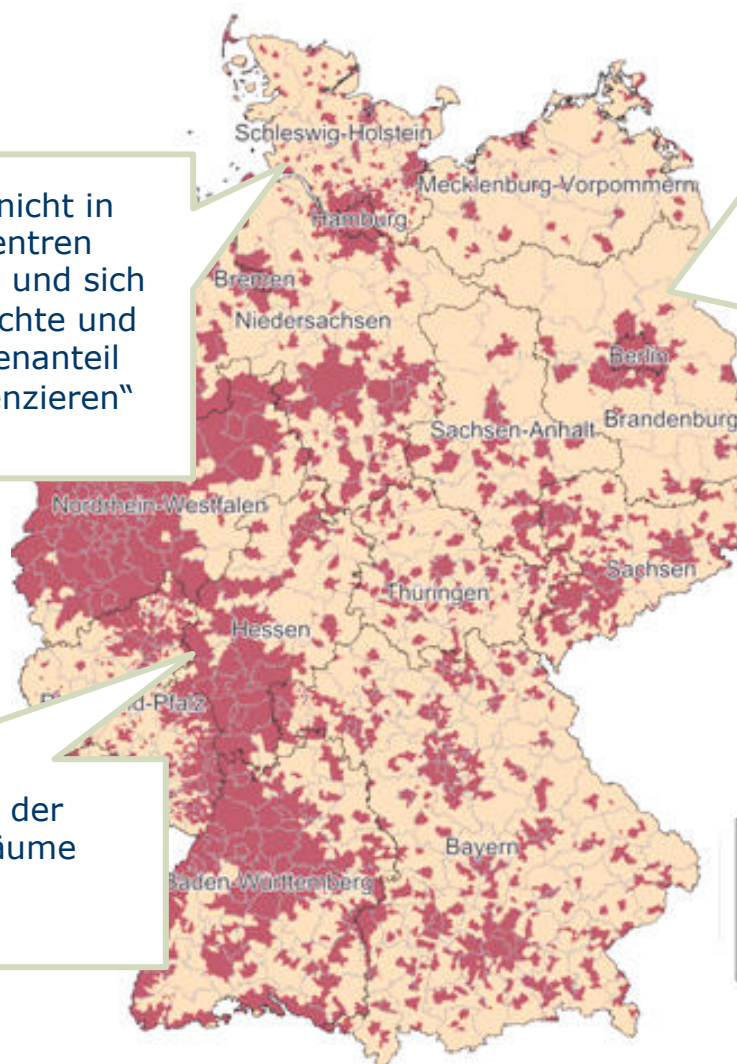 Schleswig-Holstein
Mecklenburg-Vorpommern
Hamburg
nicht in
entren
und sich
chte und
enanteil
enzieren“
Bremen
Niedersachsen
Berlin
Brandenburg
Sachsen-Anhalt
Nordrhein-Westfalen
Sachsen
Thüringen
Hessen
d-Pfalz
der
äume
Bayern
Baden-Württemberg